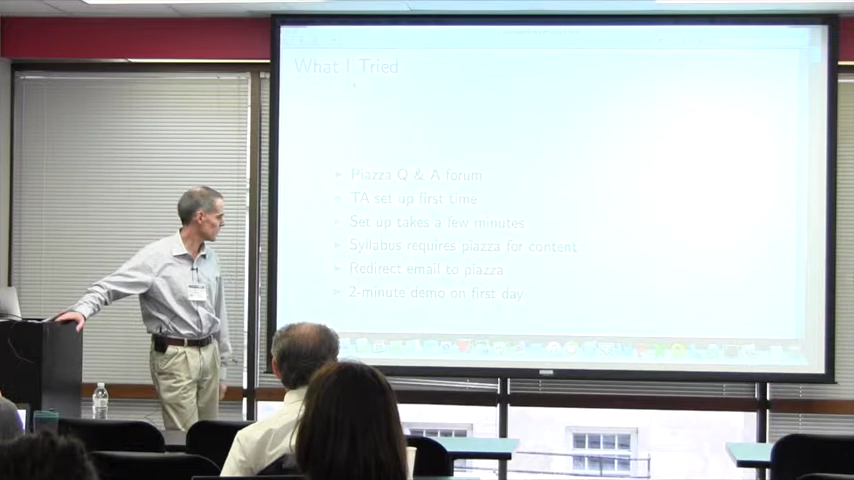 What I Tried
Piazza Q & A forum
TA set up first time
Set up takes a few minutes
Syllabus requires piazza for content
Redirect email to piazza
2-minute demo on first day